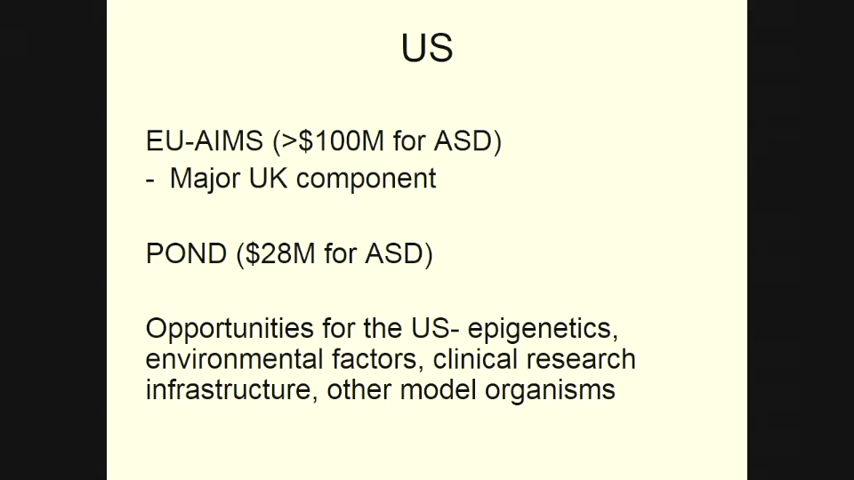 US
EU-AIMS (>$100M for ASD)
- Major UK component
POND ($28M for ASD)
Opportunities for the US- epigenetics,
environmental factors, clinical research
infrastructure, other model organisms